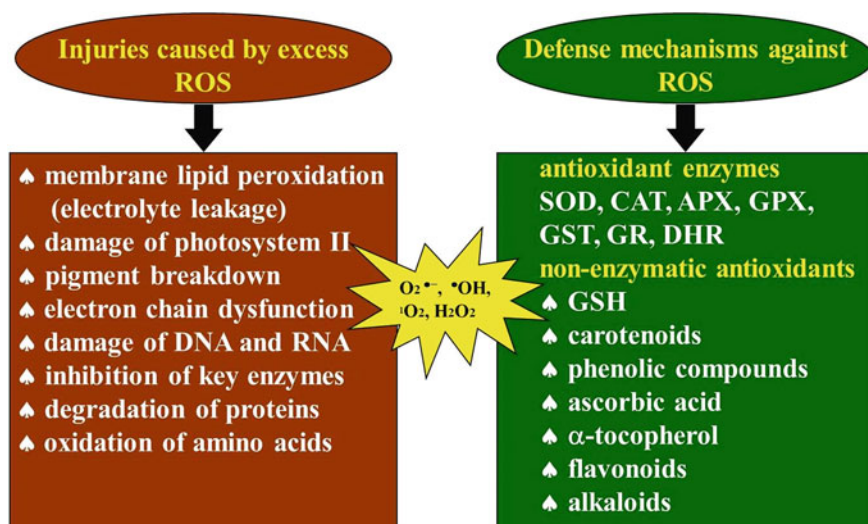 Injuries caused by excess
ROS
♠ membrane lipid peroxidation
(electrolyte leakage)
♠ damage of photosystem II
♠ pigment breakdown
♠ electron chain dysfunction
♠ damage of DNA and RNA
♠ inhibition of key enzymes
♠ degradation of proteins
♠ oxidation of amino acids
O₂•−, •OH,
¹O₂, H₂O₂
Defense mechanisms against
ROS
antioxidant enzymes
SOD, CAT, APX, GPX,
GST, GR, DHR
non-enzymatic antioxidants
♠ GSH
♠ carotenoids
♠ phenolic compounds
♠ ascorbic acid
♠ α-tocopherol
♠ flavonoids
♠ alkaloids